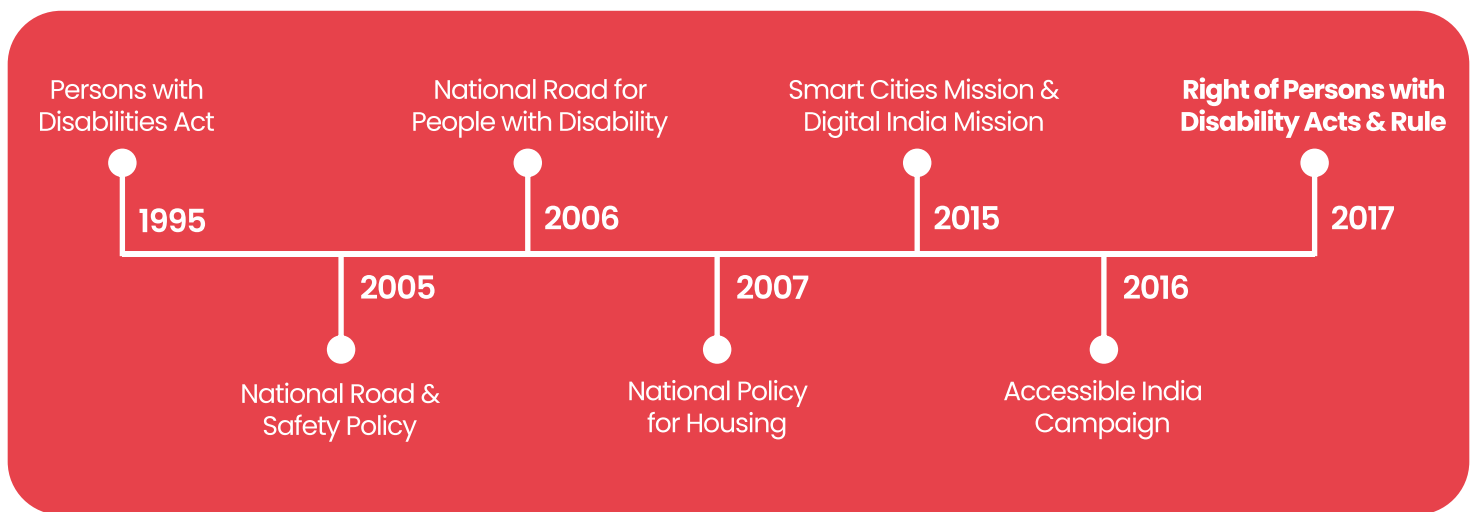 Persons with
Disabilities Act
National Road for
People with Disability
Smart Cities Mission &
Digital India Mission
Right of Persons with
Disability Acts & Rule
1995
2006
2015
2017
2005
2007
2016
National Road &
Safety Policy
National Policy
for Housing
Accessible India
Campaign